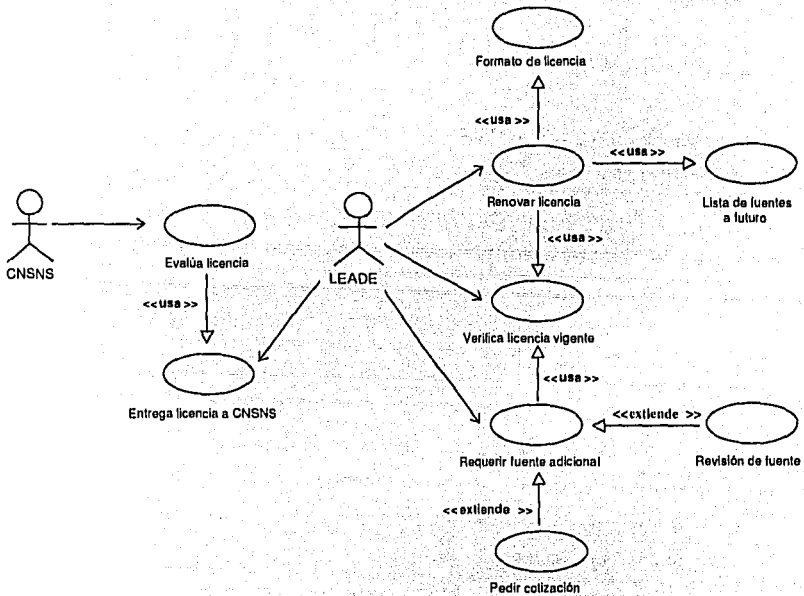 Formato de licencia
<<usa>>
<<usa>>
Renovar licencia
Lista de fuentes
a futuro
<<usa>>
CNSNS
Evalúa licencia
LEADE
<<usa>>
Verifica licencia vigente
<<usa>>
Entrega licencia a CNSNS
<<extiende >>
Requerir fuente adicional
Revisión de fuente
<<extiende >>
Pedir cotización